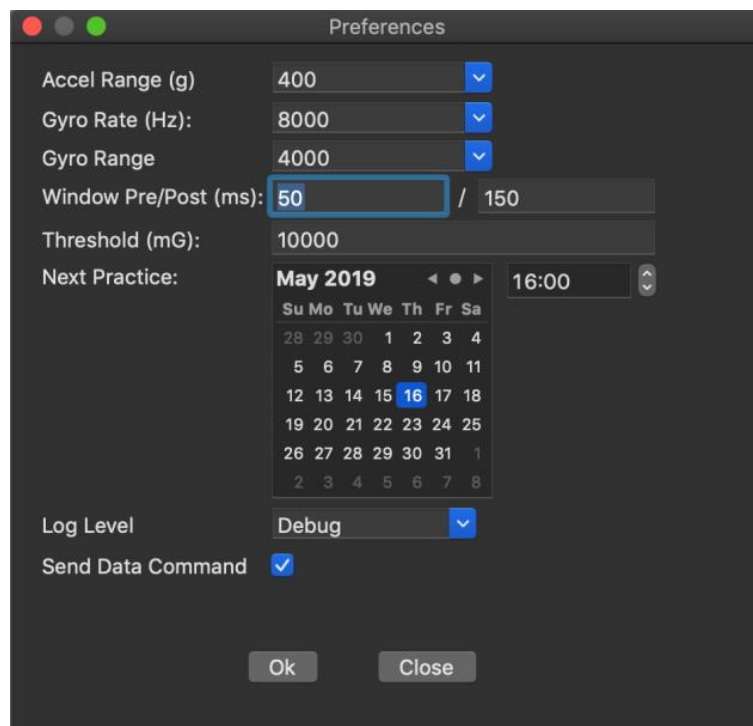 Preferences
Accel Range (g) 400
Gyro Rate (Hz): 8000
Gyro Range 4000
Window Pre/Post (ms): 50 / 150
Threshold (mG): 10000
Next Practice: May 2019 16:00
Su Mo Tu We Th Fr Sa
28 29 30 1 2 3 4
5 6 7 8 9 10 11
12 13 14 15 16 17 18
19 20 21 22 23 24 25
26 27 28 29 30 31 1
2 3 4 5 6 7 8
Log Level Debug
Send Data Command
Ok Close